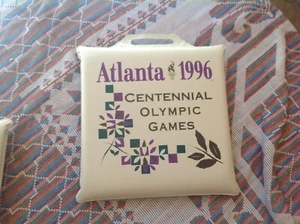 Atlanta 1996
CENTENNIAL
OLYMPIC
GAMES